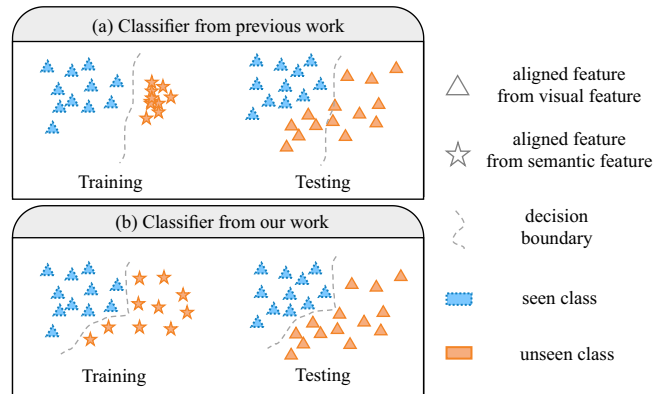 (a) Classifier from previous work
Training
Testing
(b) Classifier from our work
Training
Testing
aligned feature
from visual feature
aligned feature
from semantic feature
decision
boundary
seen class
unseen class